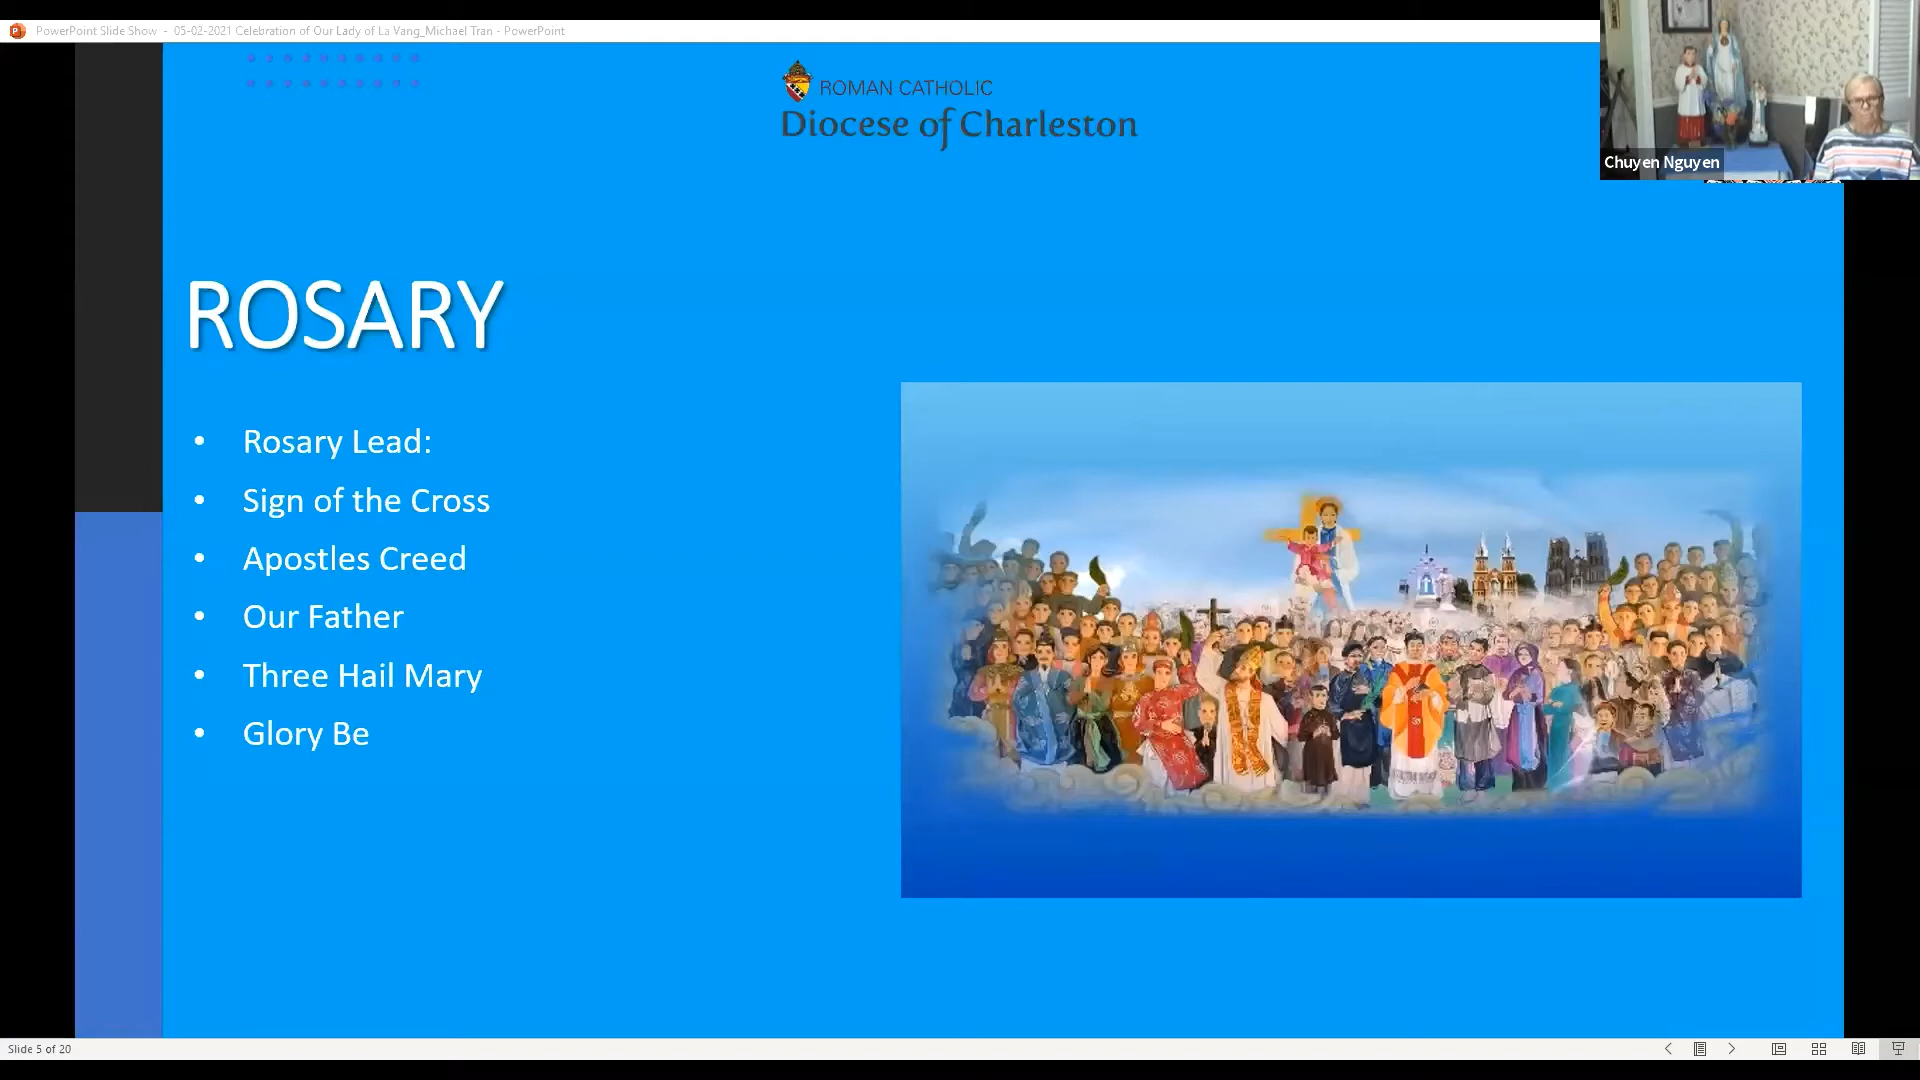 PowerPoint Slide Show - 05-02-2021 Celebration of Our Lady of La Vang_Michael Tran - PowerPoint
ROMAN CATHOLIC
Diocese of Charleston
Chuyen Nguyen
ROSARY
• Rosary Lead:
• Sign of the Cross
• Apostles Creed
• Our Father
• Three Hail Mary
• Glory Be
Slide 5 of 20